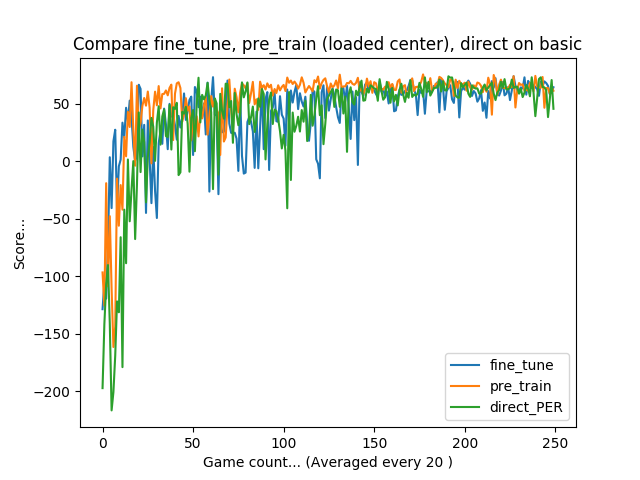 Compare fine_tune, pre_train (loaded center), direct on basic
50
0
−50
−100
−150
−200
Score...
0
50
100
150
200
250
Game count... (Averaged every 20 )
fine_tune
pre_train
direct_PER